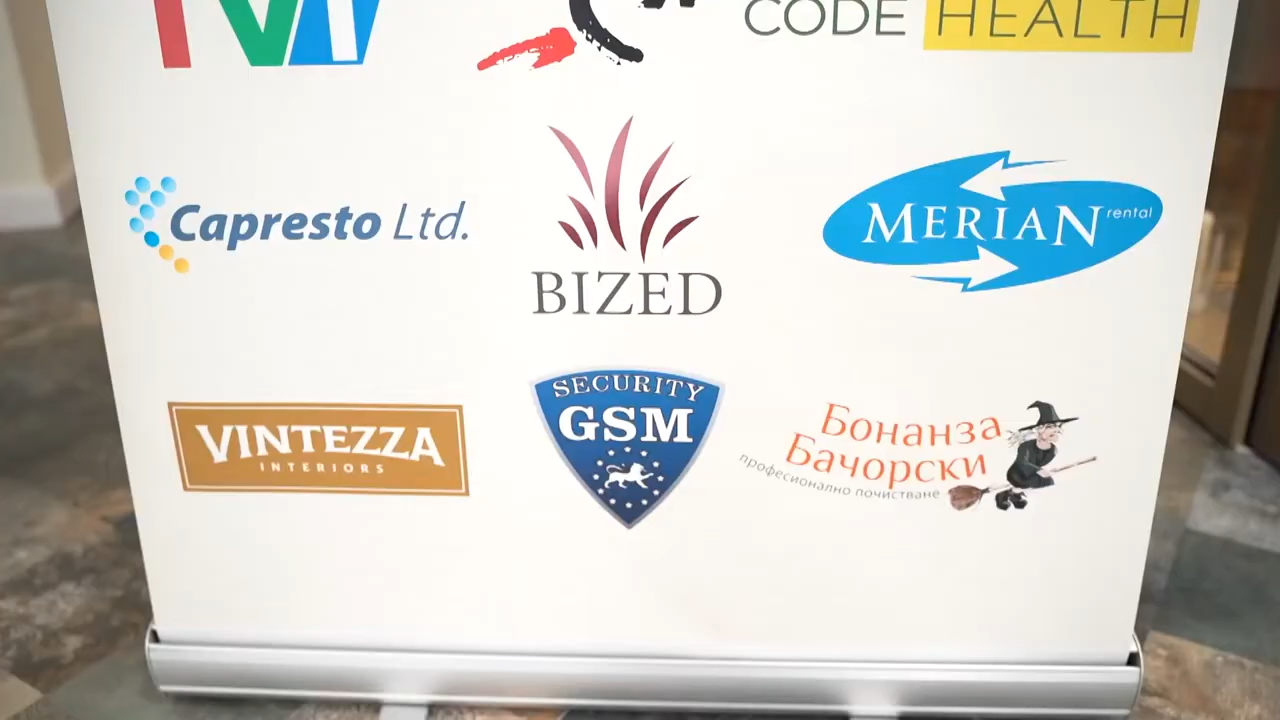 CODE HEALTH
Capresto Ltd.
BIZED
MERIAN rental
VINTEZZA
INTERIORS
SECURITY
GSM
Бонанза
Бачорски
професионално почистване